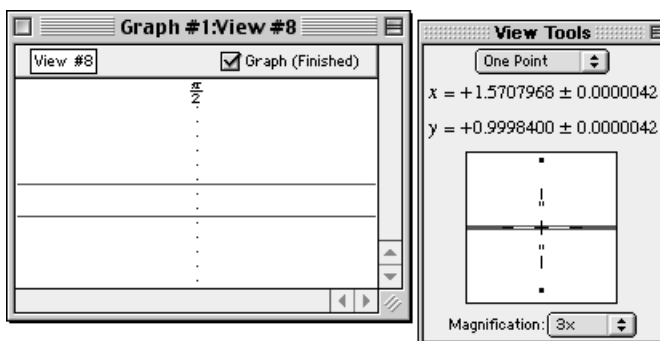 Graph #1:View #8
View #8
Graph (Finished)
π
2
View Tools
One Point
x = +1.5707968 ± 0.0000042
y = +0.9998400 ± 0.0000042
Magnification: 3x